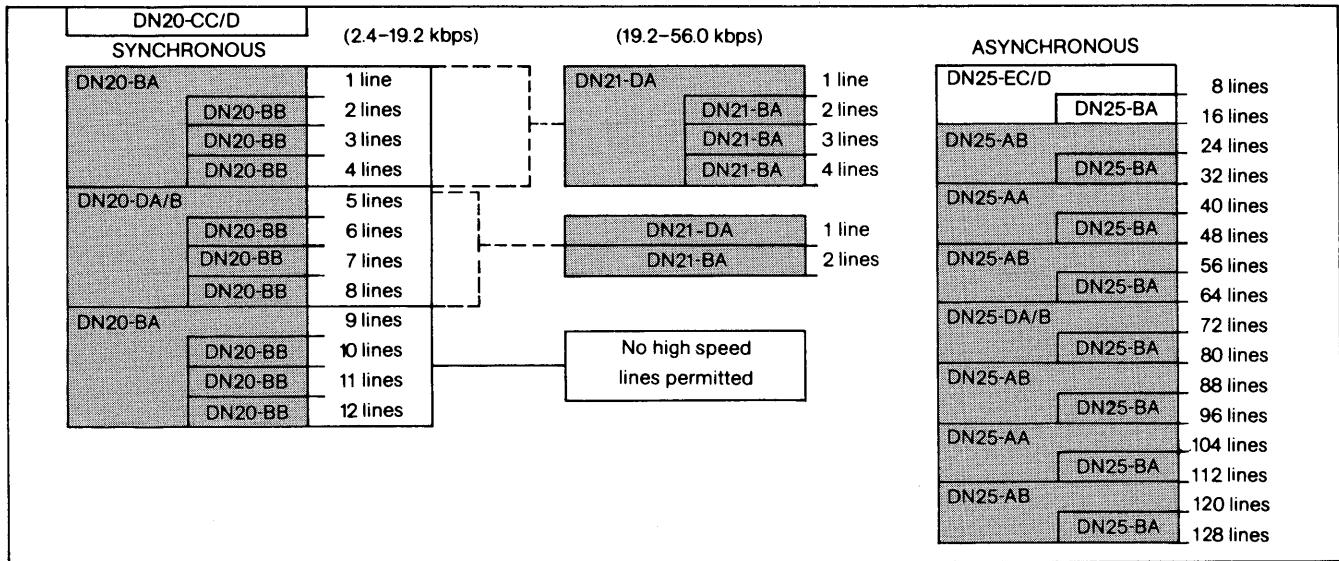 DN20-CC/D
SYNCHRONOUS
(2.4–19.2 kbps)
(19.2–56.0 kbps)
ASYNCHRONOUS
DN20-BA
1 line
DN20-BB
2 lines
DN20-BB
3 lines
DN20-BB
4 lines
DN20-DA/B
5 lines
DN20-BB
6 lines
DN20-BB
7 lines
DN20-BB
8 lines
DN20-BA
9 lines
DN20-BB
10 lines
DN20-BB
11 lines
DN20-BB
12 lines
DN21-DA
1 line
DN21-BA
2 lines
DN21-BA
3 lines
DN21-BA
4 lines
DN21-DA
1 line
DN21-BA
2 lines
No high speed
lines permitted
DN25-EC/D
8 lines
DN25-BA
16 lines
DN25-AB
24 lines
DN25-BA
32 lines
DN25-AA
40 lines
DN25-BA
48 lines
DN25-AB
56 lines
DN25-BA
64 lines
DN25-DA/B
72 lines
DN25-BA
80 lines
DN25-AB
88 lines
DN25-BA
96 lines
DN25-AA
104 lines
DN25-BA
112 lines
DN25-AB
120 lines
DN25-BA
128 lines